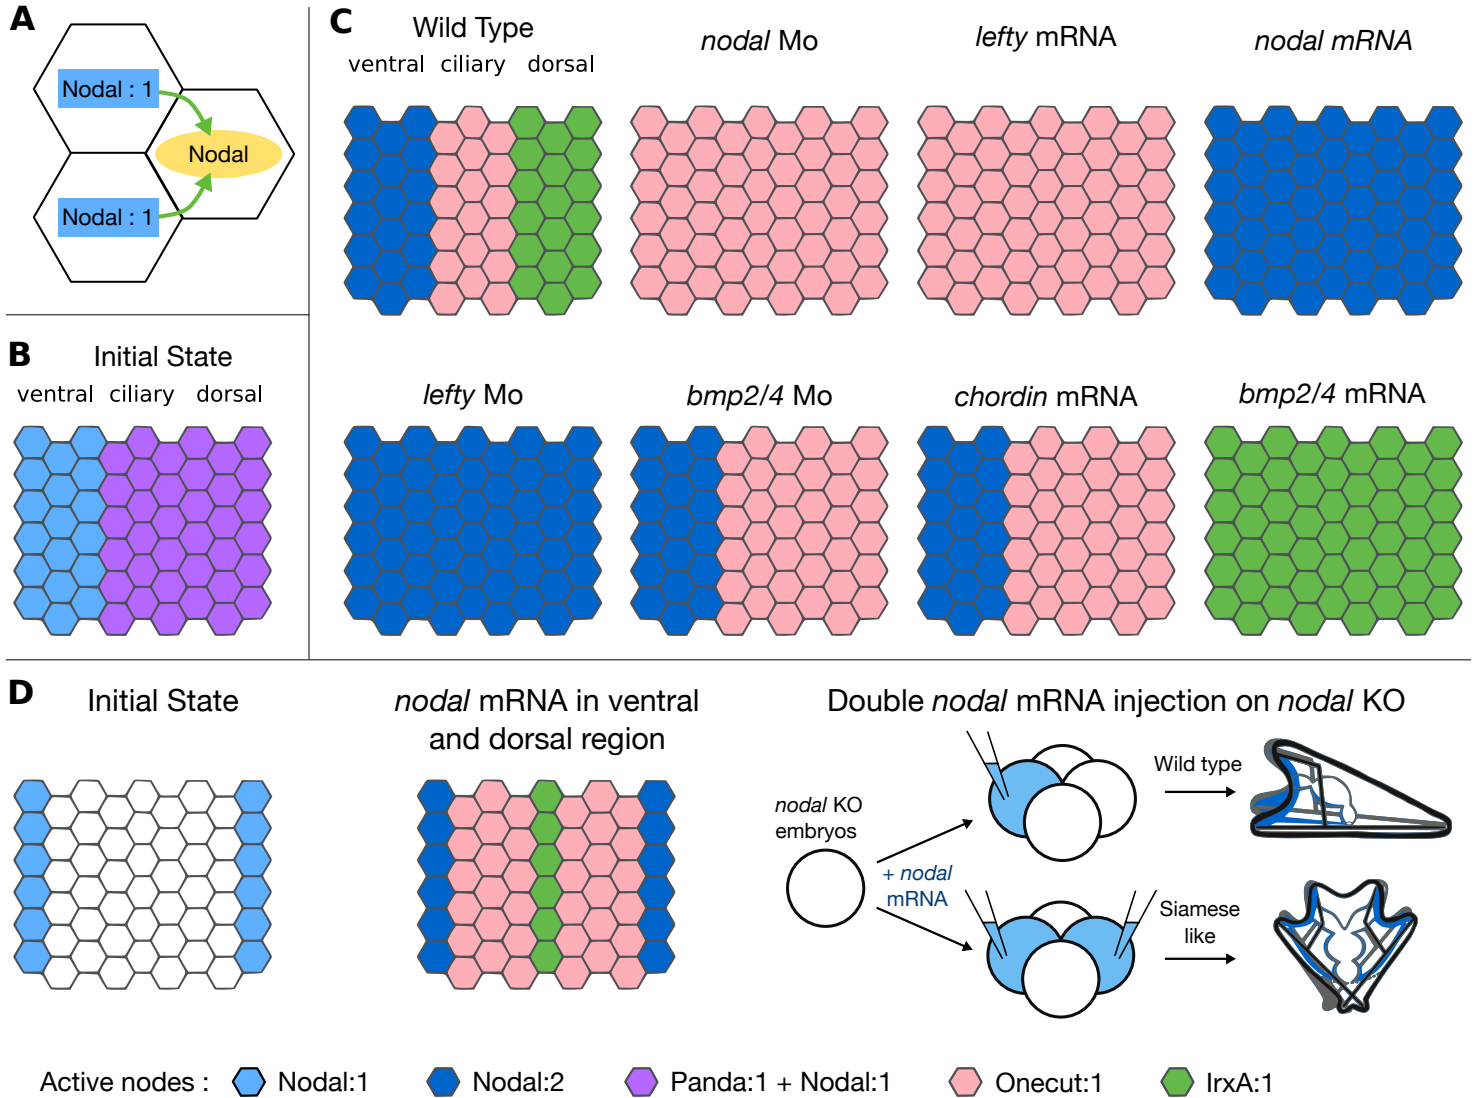 A
Nodal : 1
Nodal
Nodal : 1
B
Initial State
ventral ciliary dorsal
C
Wild Type
ventral ciliary dorsal
nodal Mo
lefty mRNA
nodal mRNA
lefty Mo
bmp2/4 Mo
chordin mRNA
bmp2/4 mRNA
D
Initial State
nodal mRNA in ventral
and dorsal region
Double nodal mRNA injection on nodal KO
nodal KO
embryos
+ nodal
mRNA
Wild type
Siamese
like
Active nodes : Nodal:1 Nodal:2 Panda:1 + Nodal:1 Onecut:1 IrxA:1